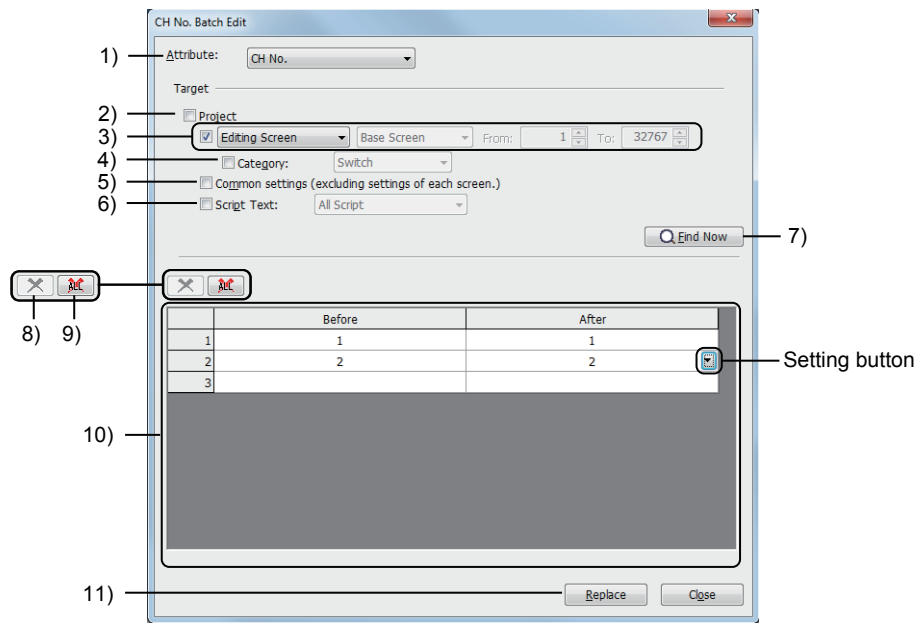 CH No. Batch Edit
1) Attribute: CH No.
Target
2) Project
3) Editing Screen Base Screen From: 1 To: 32767
4) Category: Switch
5) Common settings (excluding settings of each screen.)
6) Script Text: All Script
Find Now 7)
ALL ALL
8) 9)
Before After
1 1 1
2 2 2 Setting button
3
10)
11) Replace Close